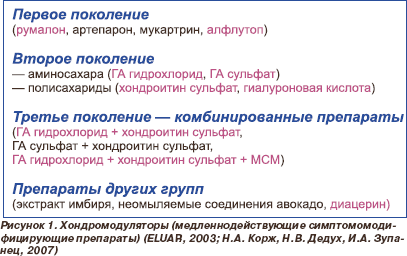 Первое поколение
(румалон, артепарон, мукартрин, алфлутоп)
Второе поколение
— аминосахара (ГА гидрохлорид, ГА сульфат)
— полисахариды (хондроитин сульфат, гиалуроновая кислота)
Третье поколение — комбинированные препараты
(ГА гидрохлорид + хондроитин сульфат,
ГА сульфат + хондроитин сульфат,
ГА гидрохлорид + хондроитин сульфат + МСМ)
Препараты других групп
(экстракт имбиря, неомыляемые соединения авокадо, диацерин)
Рисунок 1. Хондромодуляторы (медленнодействующие симптомомоди-
фицирующие препараты) (ELUAR, 2003; Н.А. Корж, Н.В. Дедух, И.А. Зупа-
нец, 2007)